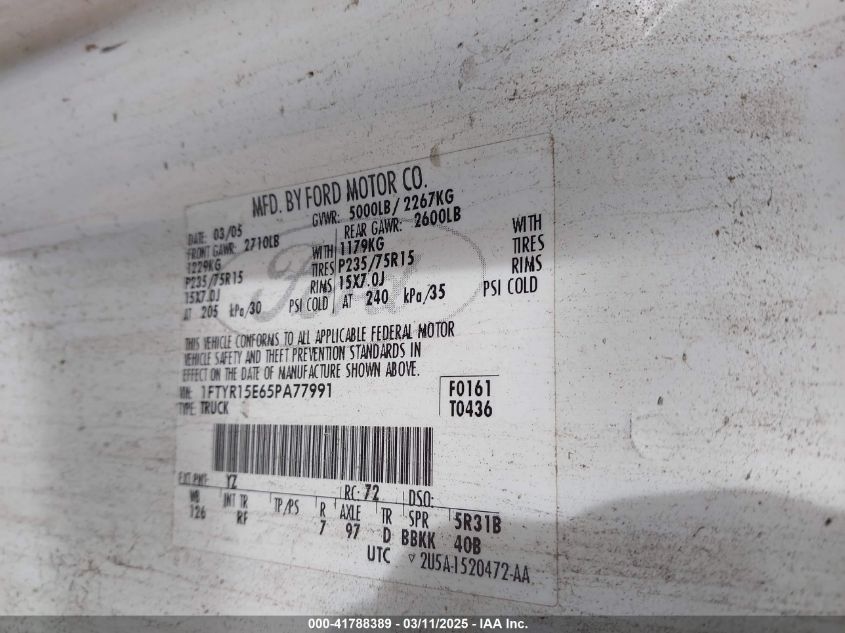 MFD. BY FORD MOTOR CO.
DATE: 03/05 GVWR: 5000LB/ 2267KG
FRONT GAWR: 2710LB REAR GAWR: 2600LB
1229KG WITH 1179KG WITH
P235/75R15 TIRES P235/75R15 TIRES
15X7.0J RIMS 15X7.0J RIMS
AT 205 kPa/30 PSI COLD AT 240 kPa/35 PSI COLD
THIS VEHICLE CONFORMS TO ALL APPLICABLE FEDERAL MOTOR
VEHICLE SAFETY AND THEFT PREVENTION STANDARDS IN
EFFECT ON THE DATE OF MANUFACTURE SHOWN ABOVE.
VIN: 1FTYR15E65PA77991 F0161
TYPE: TRUCK T0436
EXT PNT: YZ RC: 72 DSO:
WB INT TR TP/PS R AXLE TR SPR 5R31B
126 RF 7 97 D BBKK 40B
UTC ▽ 2U5A-1520472-AA
Ford
000-41788389 - 03/11/2025 - IAA Inc.